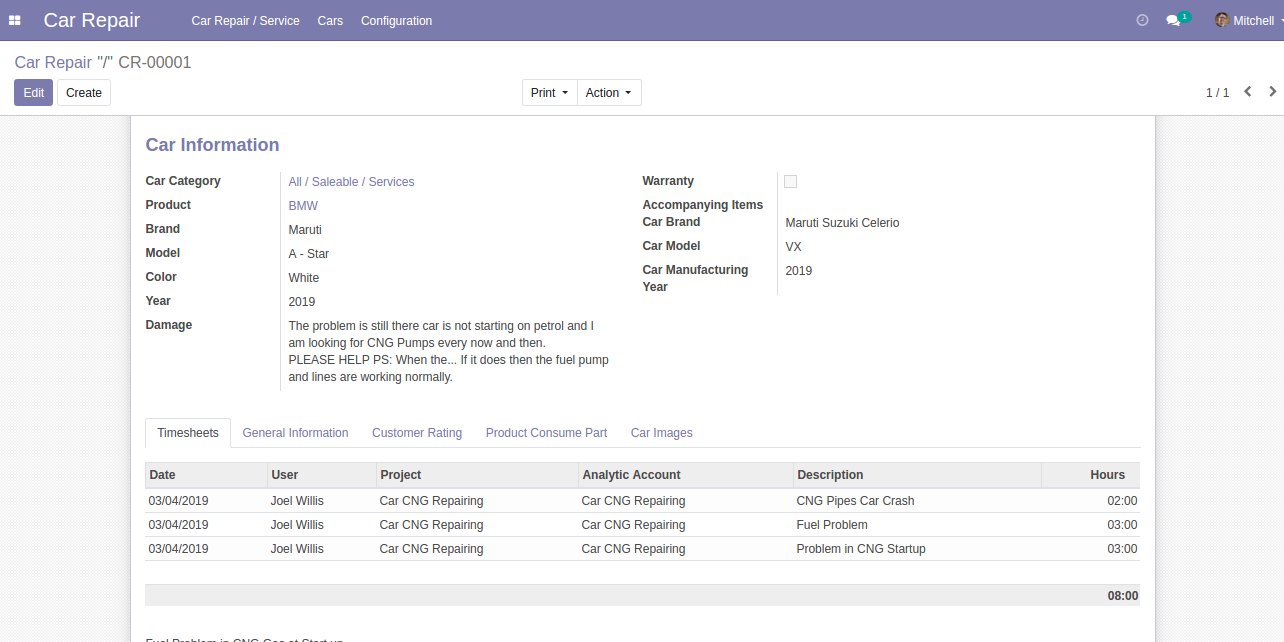 Car Repair Car Repair / Service Cars Configuration 1 Mitchell
Car Repair "/" CR-00001
Edit Create Print Action 1 / 1
Car Information
Car Category All / Saleable / Services
Product BMW
Brand Maruti
Model A - Star
Color White
Year 2019
Damage The problem is still there car is not starting on petrol and I
am looking for CNG Pumps every now and then.
PLEASE HELP PS: When the... If it does then the fuel pump
and lines are working normally.
Warranty
Accompanying Items
Car Brand Maruti Suzuki Celerio
Car Model VX
Car Manufacturing 2019
Year
Timesheets General Information Customer Rating Product Consume Part Car Images
Date User Project Analytic Account Description Hours
03/04/2019 Joel Willis Car CNG Repairing Car CNG Repairing CNG Pipes Car Crash 02:00
03/04/2019 Joel Willis Car CNG Repairing Car CNG Repairing Fuel Problem 03:00
03/04/2019 Joel Willis Car CNG Repairing Car CNG Repairing Problem in CNG Startup 03:00
08:00
Fuel Problem in CNG Gas at Start up